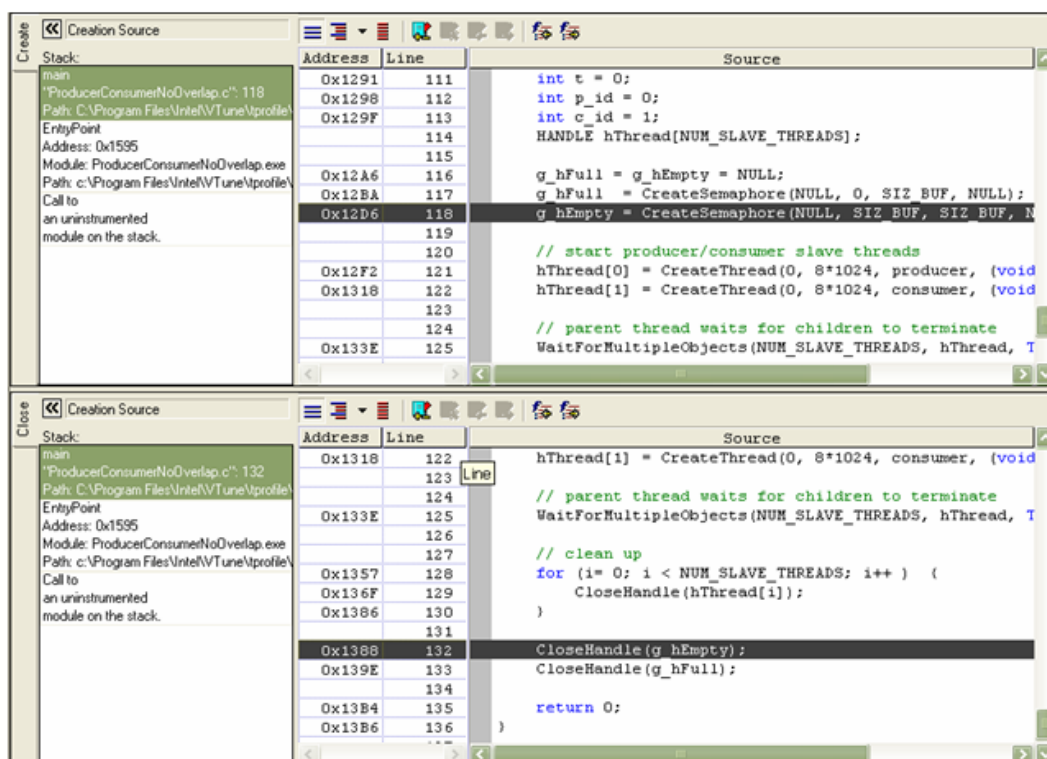 Create
Creation Source
Stack:
main
"ProducerConsumerNoOverlap.c": 118
Path: C:\Program Files\Intel\VTune\tprofile\
EntryPoint
Address: 0x1595
Module: ProducerConsumerNoOverlap.exe
Path: c:\Program Files\Intel\VTune\tprofile\
Call to
an uninstrumented
module on the stack.
Address Line Source
0x1291 111 int t = 0;
0x1298 112 int p_id = 0;
0x129F 113 int c_id = 1;
114 HANDLE hThread[NUM_SLAVE_THREADS];
115
0x12A6 116 g_hFull = g_hEmpty = NULL;
0x12BA 117 g_hFull = CreateSemaphore(NULL, 0, SIZ_BUF, NULL);
0x12D6 118 g_hEmpty = CreateSemaphore(NULL, SIZ_BUF, SIZ_BUF, N
119
120 // start producer/consumer slave threads
0x12F2 121 hThread[0] = CreateThread(0, 8*1024, producer, (void
0x1318 122 hThread[1] = CreateThread(0, 8*1024, consumer, (void
123
124 // parent thread waits for children to terminate
0x133E 125 WaitForMultipleObjects(NUM_SLAVE_THREADS, hThread, T
Close
Creation Source
Stack:
main
"ProducerConsumerNoOverlap.c": 132
Path: C:\Program Files\Intel\VTune\tprofile\
EntryPoint
Address: 0x1595
Module: ProducerConsumerNoOverlap.exe
Path: c:\Program Files\Intel\VTune\tprofile\
Call to
an uninstrumented
module on the stack.
Address Line Source
0x1318 122 hThread[1] = CreateThread(0, 8*1024, consumer, (void
123 Line
124 // parent thread waits for children to terminate
0x133E 125 WaitForMultipleObjects(NUM_SLAVE_THREADS, hThread, T
126
127 // clean up
0x1357 128 for (i= 0; i < NUM_SLAVE_THREADS; i++ ) {
0x136F 129 CloseHandle(hThread[i]);
0x1386 130 }
131
0x1388 132 CloseHandle(g_hEmpty);
0x139E 133 CloseHandle(g_hFull);
134
0x13B4 135 return 0;
0x13B6 136 }